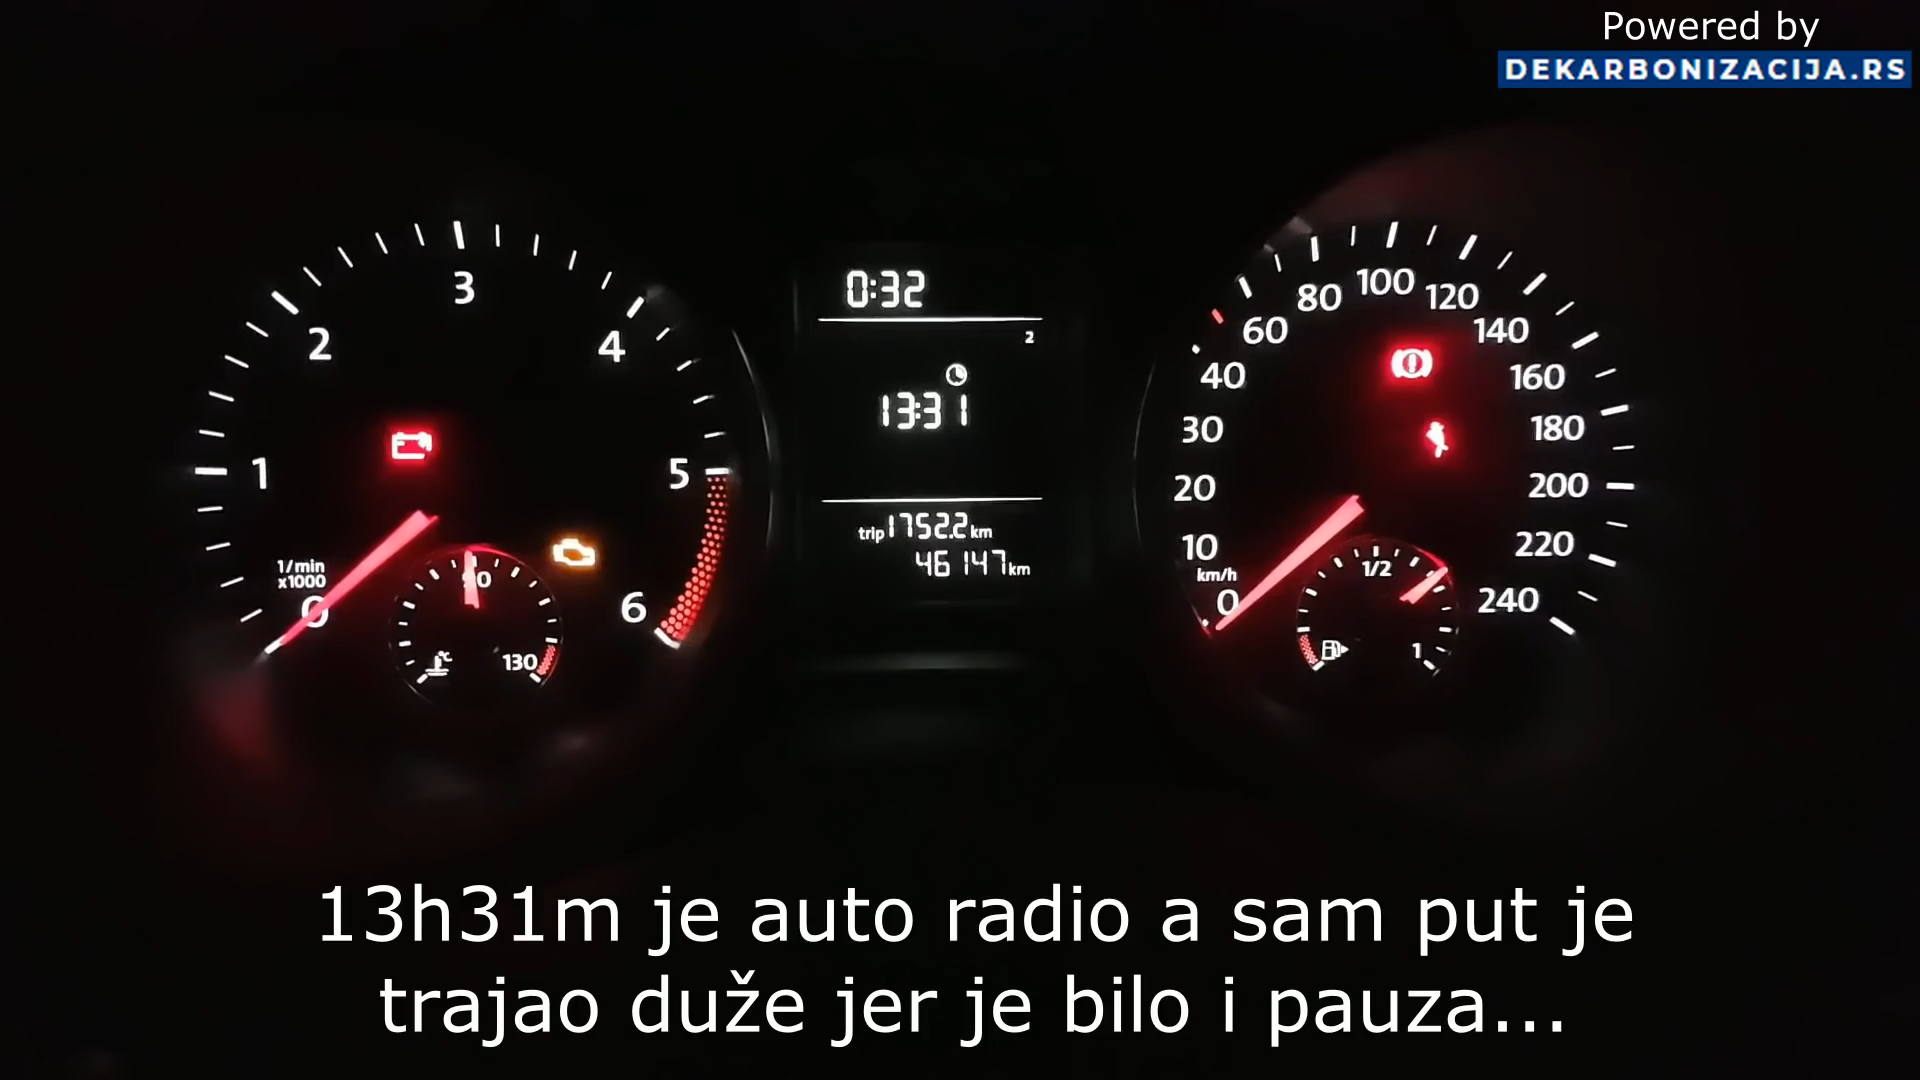 Powered by
DEKARBONIZACIJA.RS
0:32
2
13:31
trip 1752.2 km
46147 km
1/min
x1000
0
1
2
3
4
5
6
90
130
°C
km/h
0
10
20
30
40
60
80
100
120
140
160
180
200
220
240
1/2
1
13h31m je auto radio a sam put je
trajao duže jer je bilo i pauza...